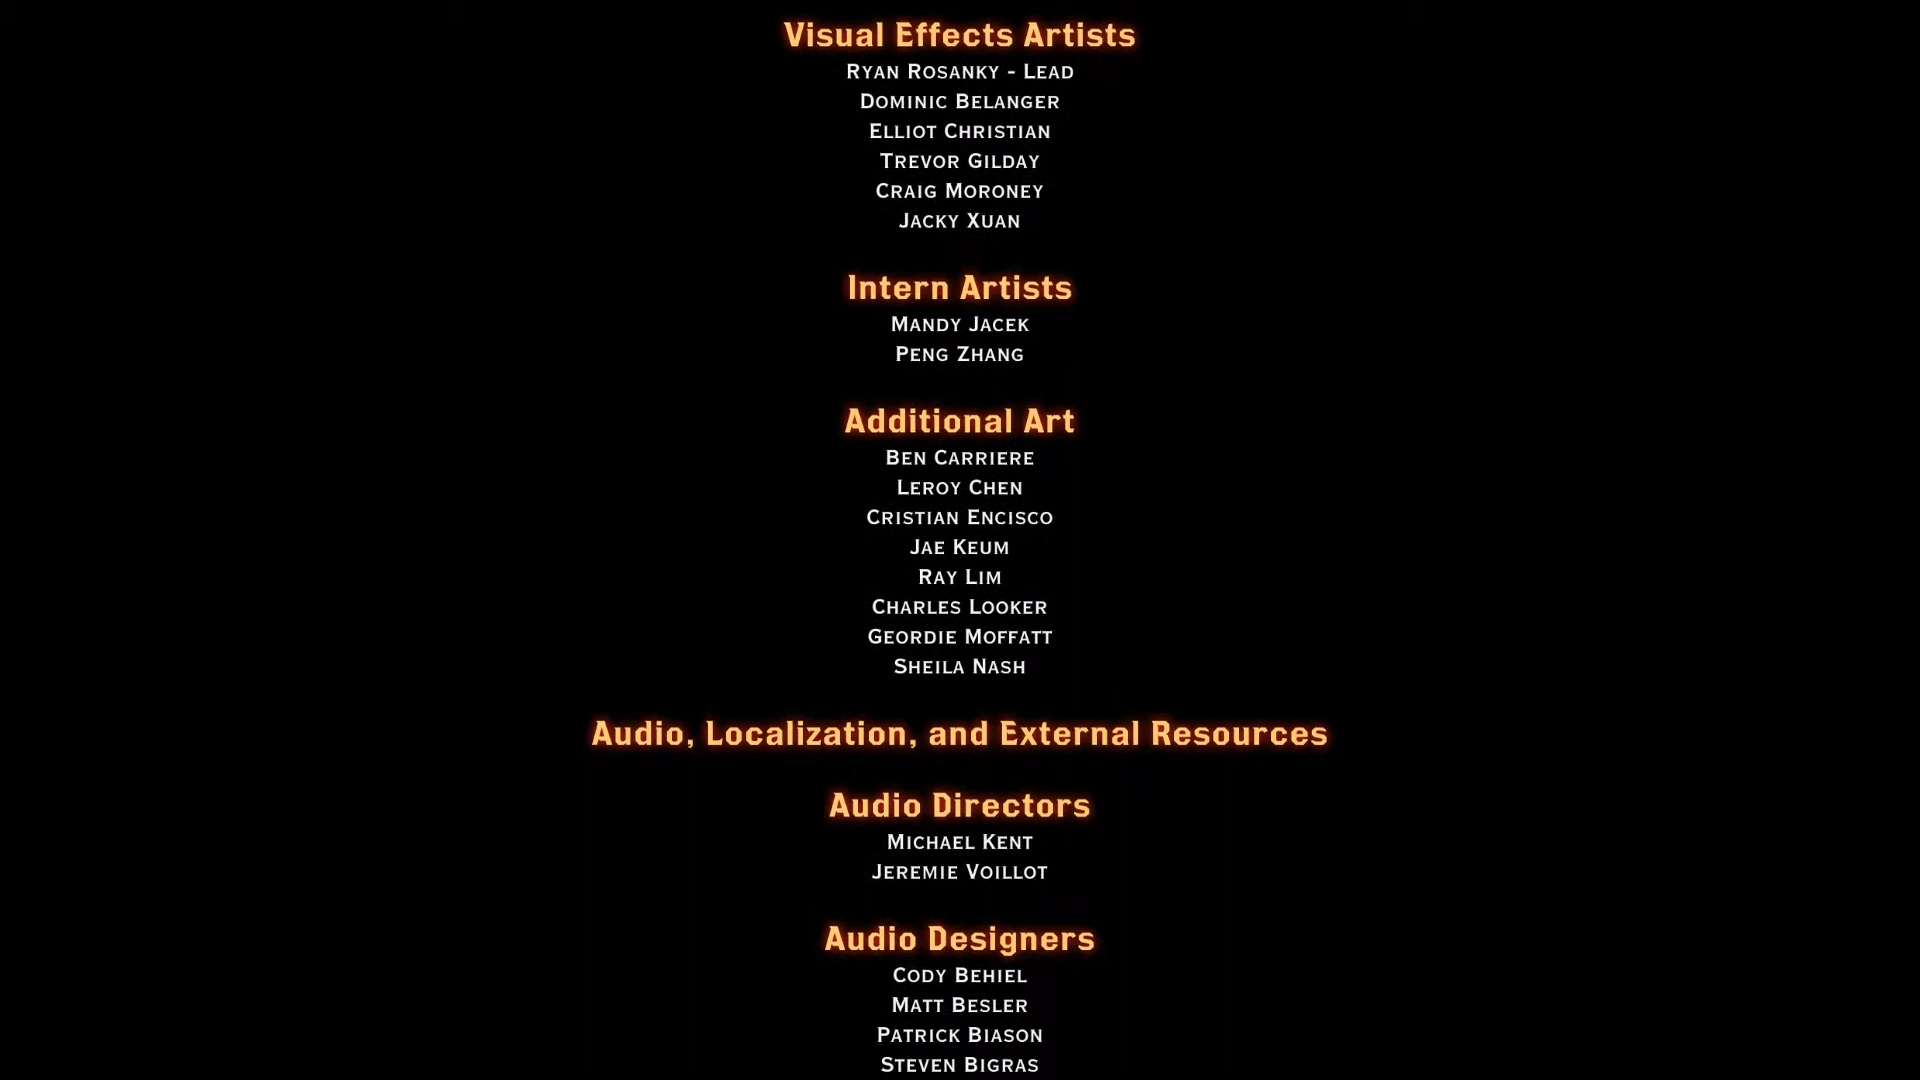 Visual Effects Artists
Ryan Rosanky - Lead
Dominic Belanger
Elliot Christian
Trevor Gilday
Craig Moroney
Jacky Xuan
Intern Artists
Mandy Jacek
Peng Zhang
Additional Art
Ben Carriere
Leroy Chen
Cristian Encisco
Jae Keum
Ray Lim
Charles Looker
Geordie Moffatt
Sheila Nash
Audio, Localization, and External Resources
Audio Directors
Michael Kent
Jeremie Voillot
Audio Designers
Cody Behiel
Matt Besler
Patrick Biason
Steven Bigras